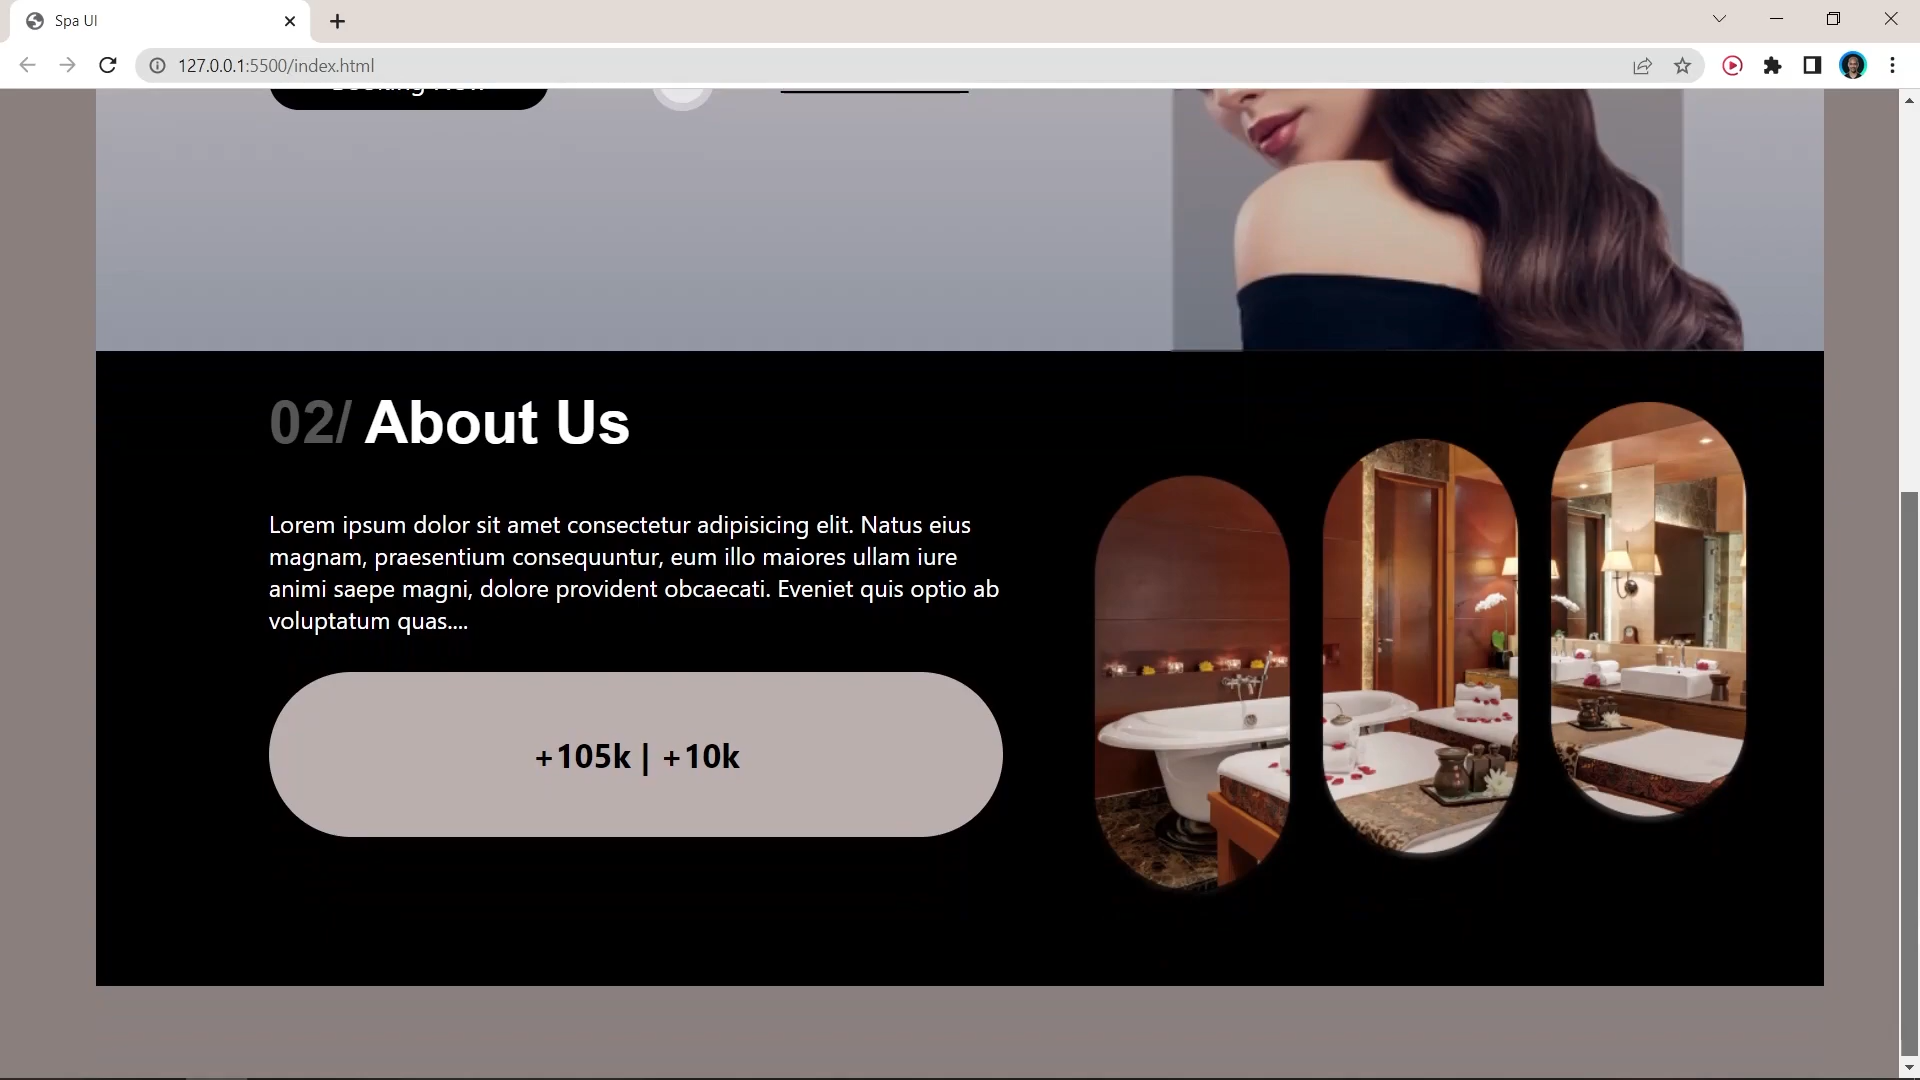 Spa UI
127.0.0.1:5500/index.html
Booking Now
02/ About Us
Lorem ipsum dolor sit amet consectetur adipisicing elit. Natus eius
magnam, praesentium consequuntur, eum illo maiores ullam iure
animi saepe magni, dolore provident obcaecati. Eveniet quis optio ab
voluptatum quas....
+105k | +10k